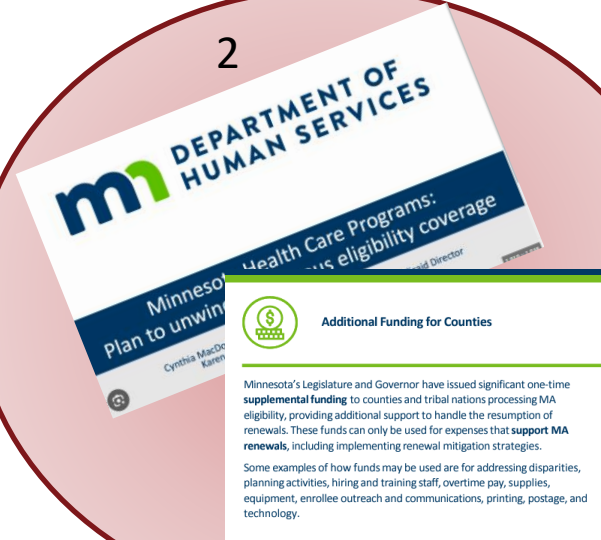 2
DEPARTMENT OF
HUMAN SERVICES
Health Care Programs:
Plan to eligibility coverage
Cynthia Director
Karen
Additional Funding for Counties
Minnesota's Legislature and Governor have issued significant one-time
supplemental funding to counties and tribal nations processing MA
eligibility, providing additional support to handle the resumption of
renewals. These funds can only be used for expenses that support MA
renewals, including implementing renewal mitigation strategies.
Some examples of how funds may be used are for addressing disparities,
planning activities, hiring and training staff, overtime pay, supplies,
equipment, enrollee outreach and communications, printing, postage, and
technology.